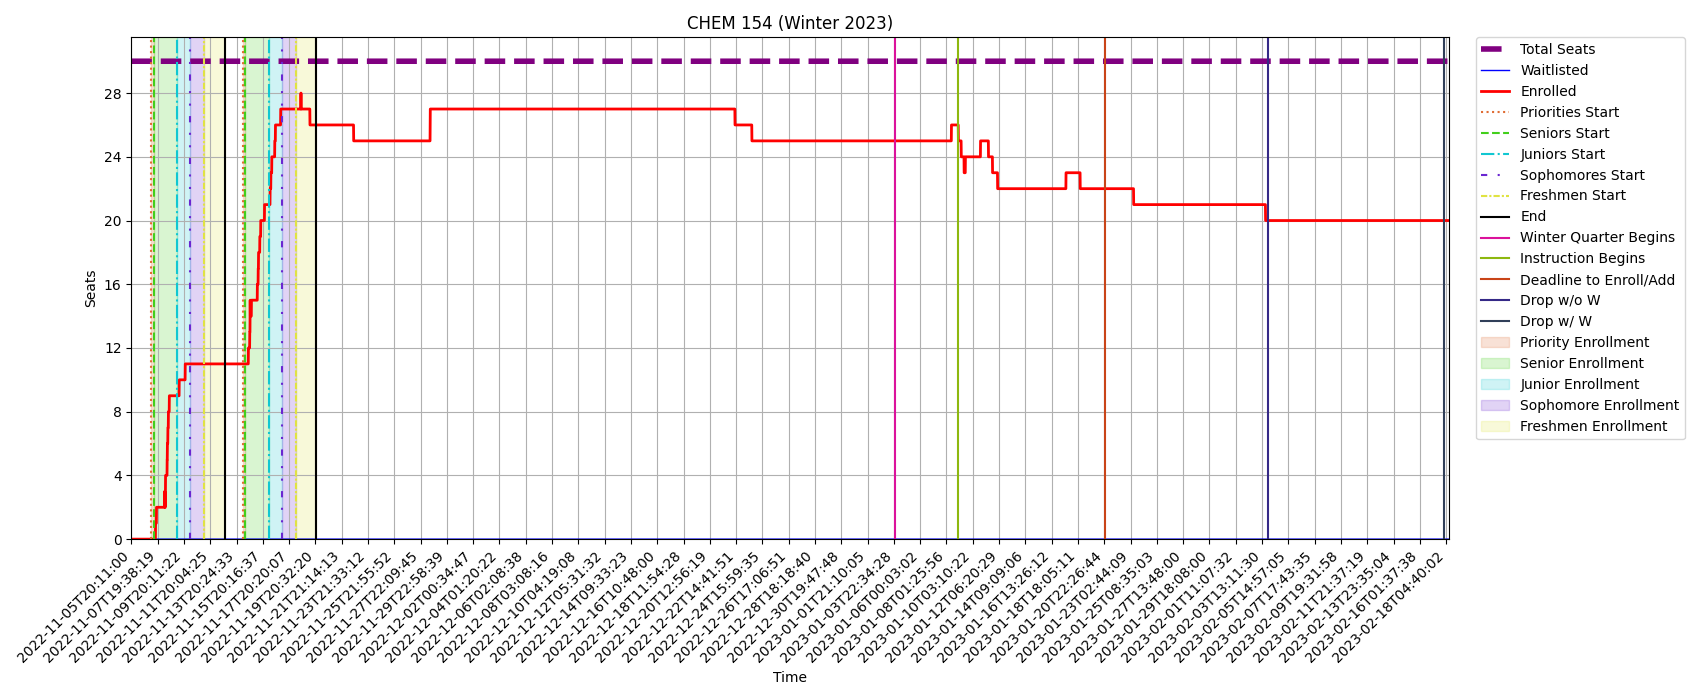 CHEM 154 (Winter 2023)
Seats
28
24
20
16
12
8
4
0
2022-11-05T20:11:00
2022-11-07T19:38:19
2022-11-09T20:11:22
2022-11-11T20:04:25
2022-11-13T20:24:33
2022-11-15T20:16:37
2022-11-17T20:20:07
2022-11-19T20:32:20
2022-11-21T21:14:13
2022-11-23T21:33:12
2022-11-25T21:55:52
2022-11-27T22:09:45
2022-11-29T22:58:39
2022-12-02T00:34:47
2022-12-04T01:20:22
2022-12-06T02:08:38
2022-12-08T03:08:16
2022-12-10T04:19:08
2022-12-12T05:31:32
2022-12-14T09:33:23
2022-12-16T10:48:00
2022-12-18T11:54:28
2022-12-20T12:56:19
2022-12-22T14:41:51
2022-12-24T15:59:35
2022-12-26T17:06:51
2022-12-28T18:18:40
2022-12-30T19:47:48
2023-01-01T21:10:05
2023-01-03T22:34:28
2023-01-06T00:03:02
2023-01-08T01:25:56
2023-01-10T03:10:22
2023-01-12T06:20:29
2023-01-14T09:09:06
2023-01-16T13:26:12
2023-01-18T18:05:11
2023-01-20T22:26:44
2023-01-23T02:44:09
2023-01-25T08:35:03
2023-01-27T13:48:00
2023-01-29T18:08:00
2023-02-01T11:07:32
2023-02-03T13:11:30
2023-02-05T14:57:05
2023-02-07T17:43:35
2023-02-09T19:31:58
2023-02-11T21:37:19
2023-02-13T23:35:04
2023-02-16T01:37:38
2023-02-18T04:40:02
Time
Total Seats
Waitlisted
Enrolled
Priorities Start
Seniors Start
Juniors Start
Sophomores Start
Freshmen Start
End
Winter Quarter Begins
Instruction Begins
Deadline to Enroll/Add
Drop w/o W
Drop w/ W
Priority Enrollment
Senior Enrollment
Junior Enrollment
Sophomore Enrollment
Freshmen Enrollment